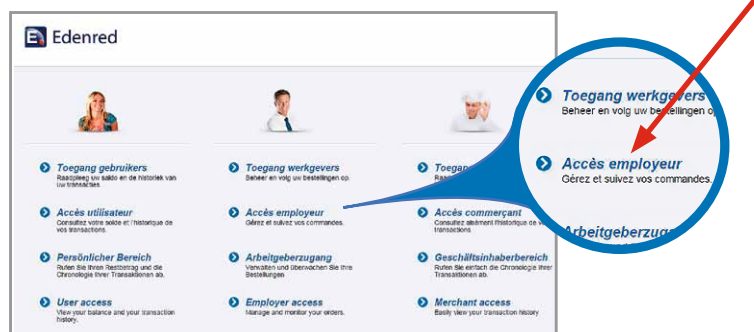 Edenred
Toegang gebruikers
Raadpleeg uw saldo en de historiek van
uw transacties.
Accès utilisateur
Consultez votre solde et l'historique de
vos transactions.
Persönlicher Bereich
Rufen Sie Ihren Restbetrag und die
Chronologie Ihrer Transaktionen ab.
User access
View your balance and your transaction
history.
Toegang werkgevers
Beheer en volg uw bestellingen op.
Accès employeur
Gérez et suivez vos commandes.
Arbeitgeberzugang
Verwalten und überwachen Sie Ihre
Bestellungen
Employer access
Manage and monitor your orders.
Accès commerçant
Consultez aisément l'historique de vos
transactions.
Geschäftsinhaberbereich
Rufen Sie einfach die Chronologie Ihrer
Transaktionen ab.
Merchant access
Easily view your transaction history
Toegang werkgevers
Beheer en volg uw bestellingen
Accès employeur
Gérez et suivez vos commandes.